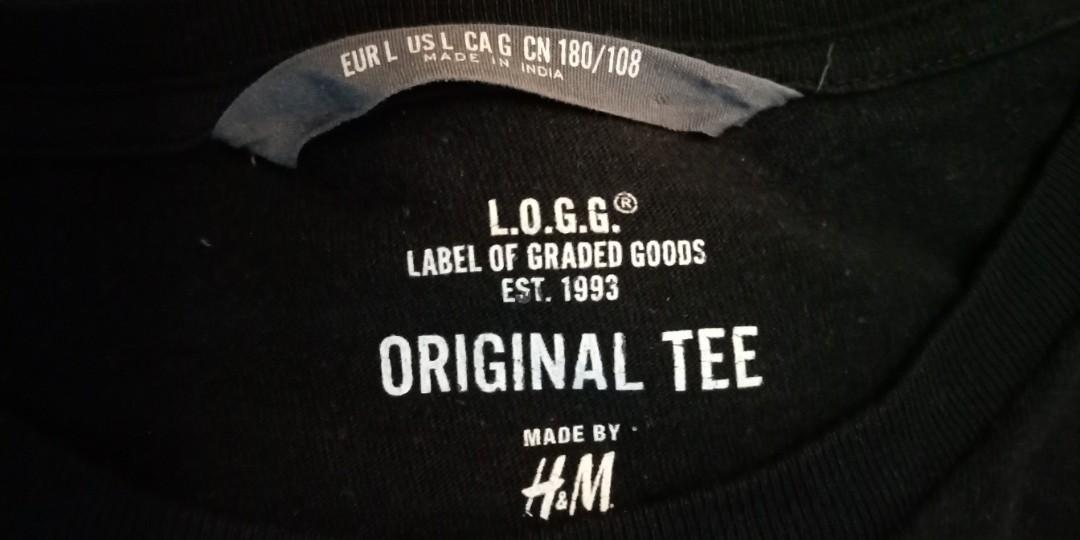 EUR L US L CA G CN 180/108
MADE IN INDIA
L.O.G.G.®
LABEL OF GRADED GOODS
EST. 1993
ORIGINAL TEE
MADE BY
H&M